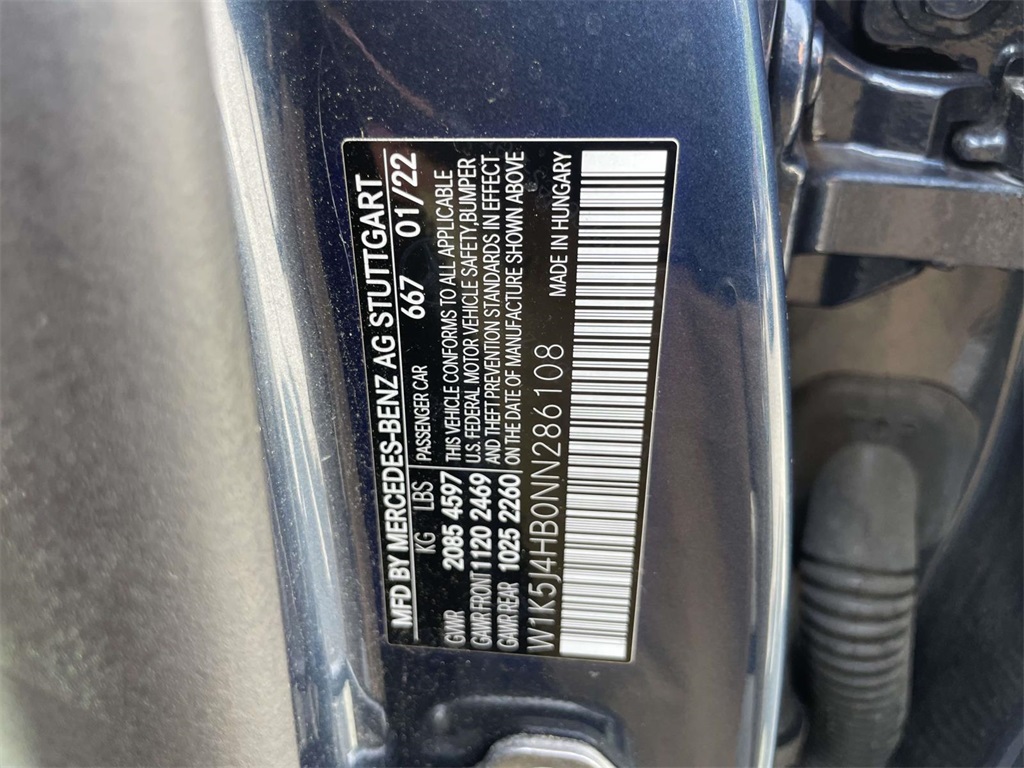 MFD BY MERCEDES-BENZ AG STUTTGART
667 01/22
KG LBS PASSENGER CAR
GVWR 2085 4597
GAWR FRONT 1120 2469
GAWR REAR 1025 2260
THIS VEHICLE CONFORMS TO ALL APPLICABLE
U.S. FEDERAL MOTOR VEHICLE SAFETY,BUMPER
AND THEFT PREVENTION STANDARDS IN EFFECT
ON THE DATE OF MANUFACTURE SHOWN ABOVE
MADE IN HUNGARY
W1K5J4HB0NN286108